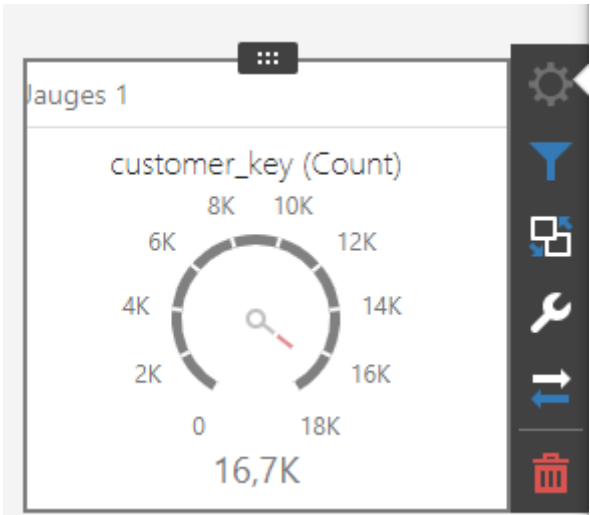 Jauges 1
customer_key (Count)
8K 10K
6K 12K
4K 14K
2K 16K
0 18K
16,7K